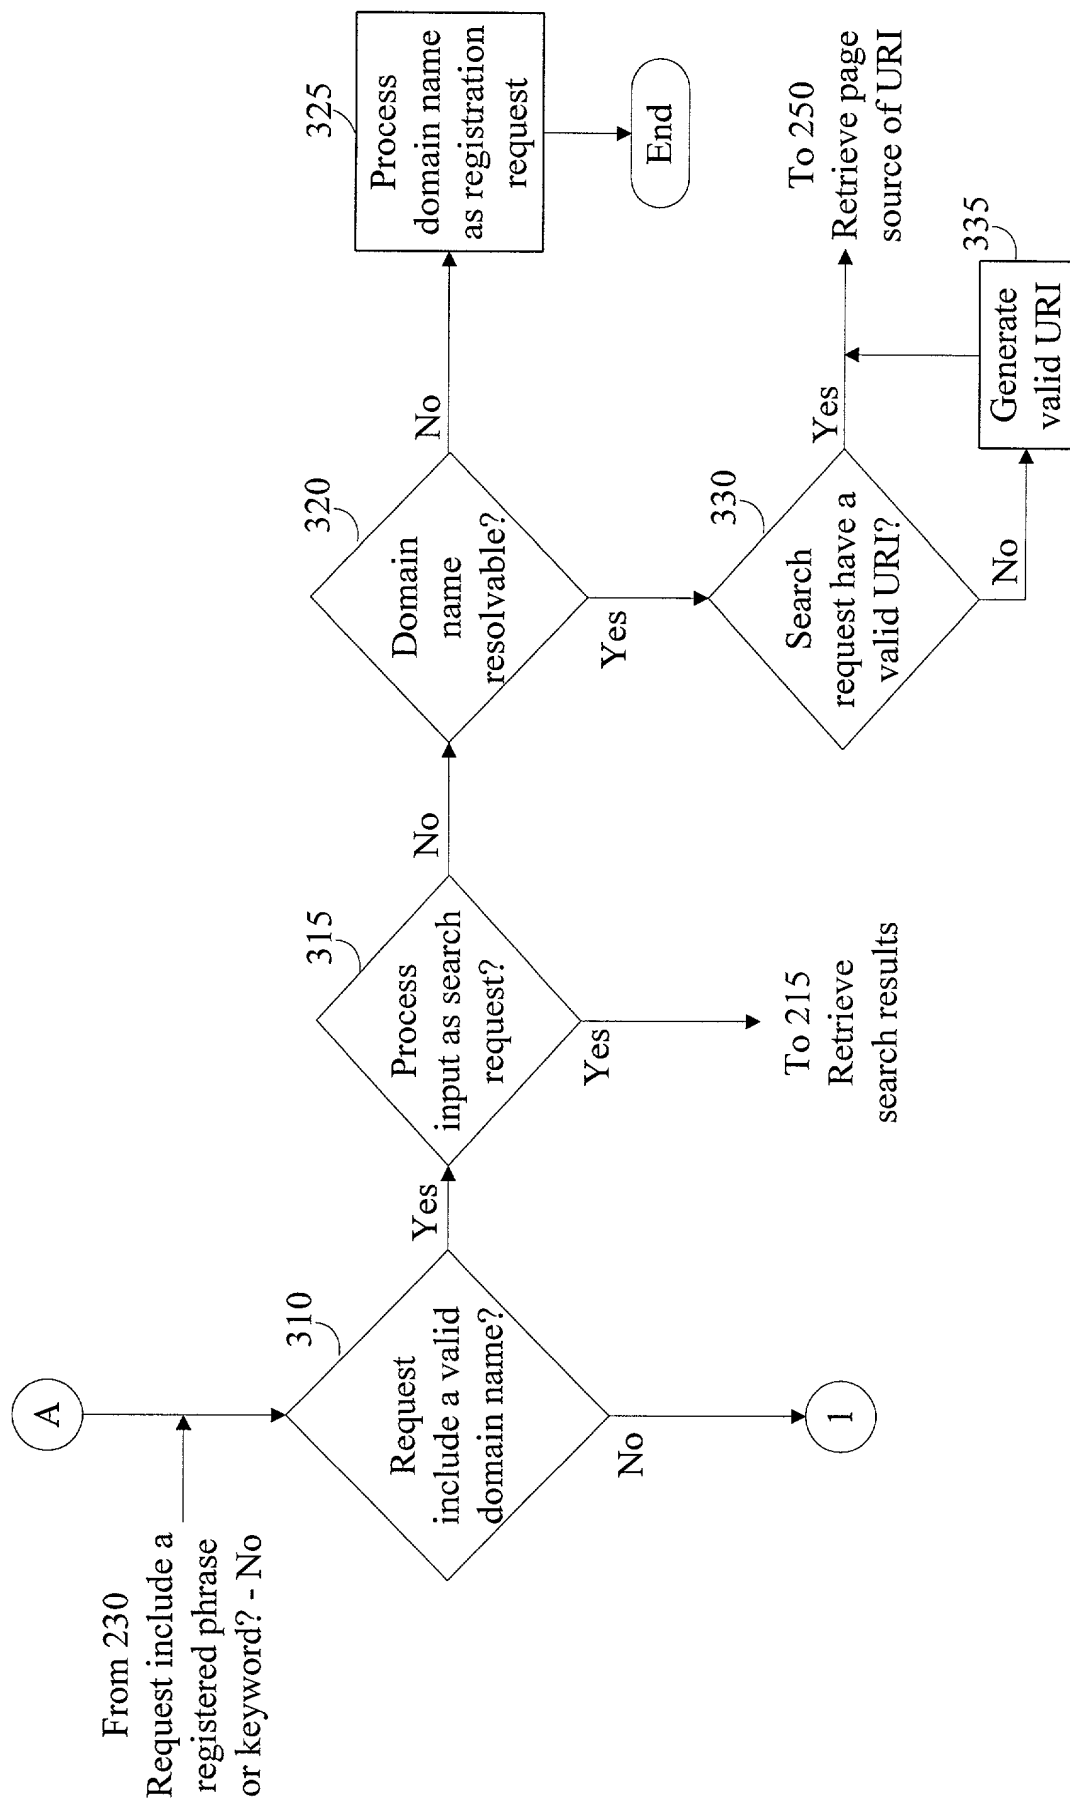 A
From 230
Request include a
registered phrase
or keyword? - No
310
Request
include a valid
domain name?
Yes
No
1
315
Process
input as search
request?
No
Yes
To 215
Retrieve
search results
320
Domain
name
resolvable?
No
Yes
325
Process
domain name
as registration
request
End
330
Search
request have a
valid URI?
Yes
No
To 250
Retrieve page
source of URI
335
Generate
valid URI